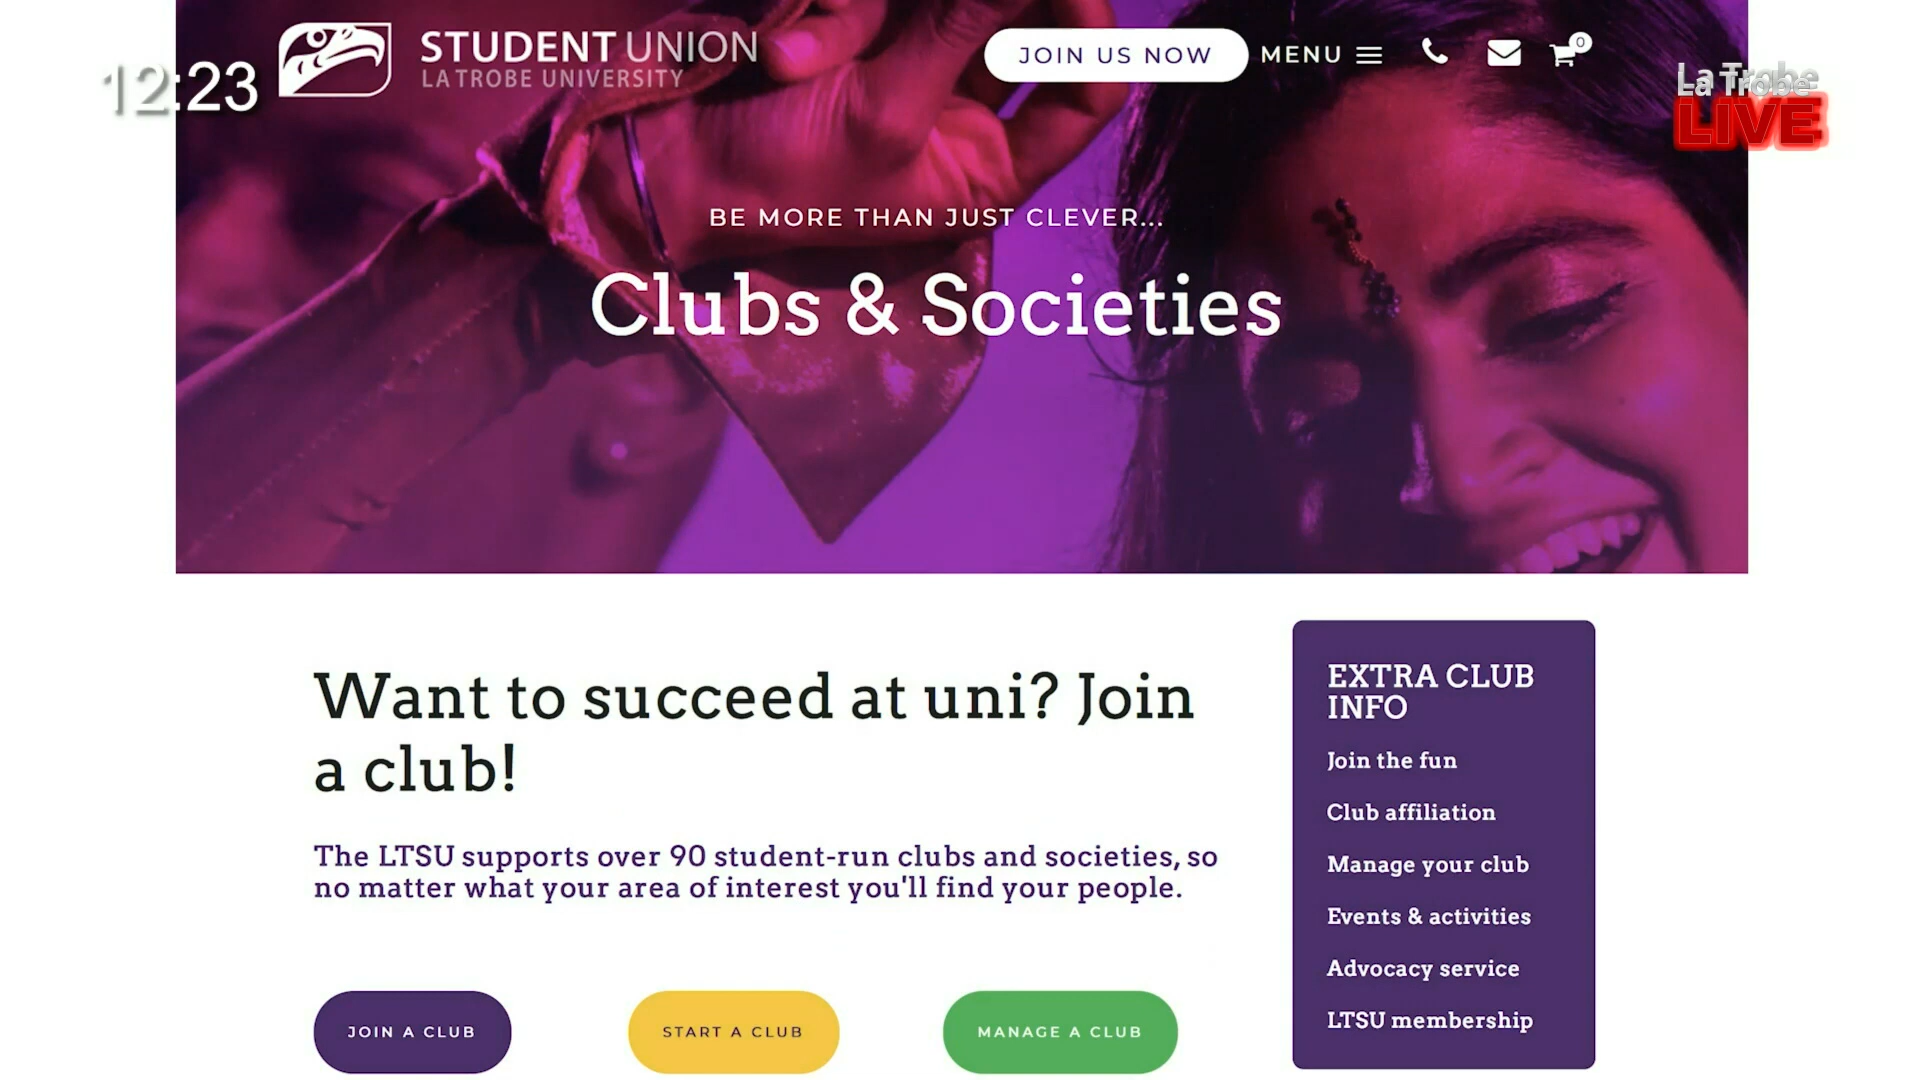 12:23
STUDENT UNION
LA TROBE UNIVERSITY
JOIN US NOW
MENU
0
La Trobe
LIVE
BE MORE THAN JUST CLEVER...
Clubs & Societies
Want to succeed at uni? Join
a club!
The LTSU supports over 90 student-run clubs and societies, so
no matter what your area of interest you'll find your people.
JOIN A CLUB
START A CLUB
MANAGE A CLUB
EXTRA CLUB
INFO
Join the fun
Club affiliation
Manage your club
Events & activities
Advocacy service
LTSU membership